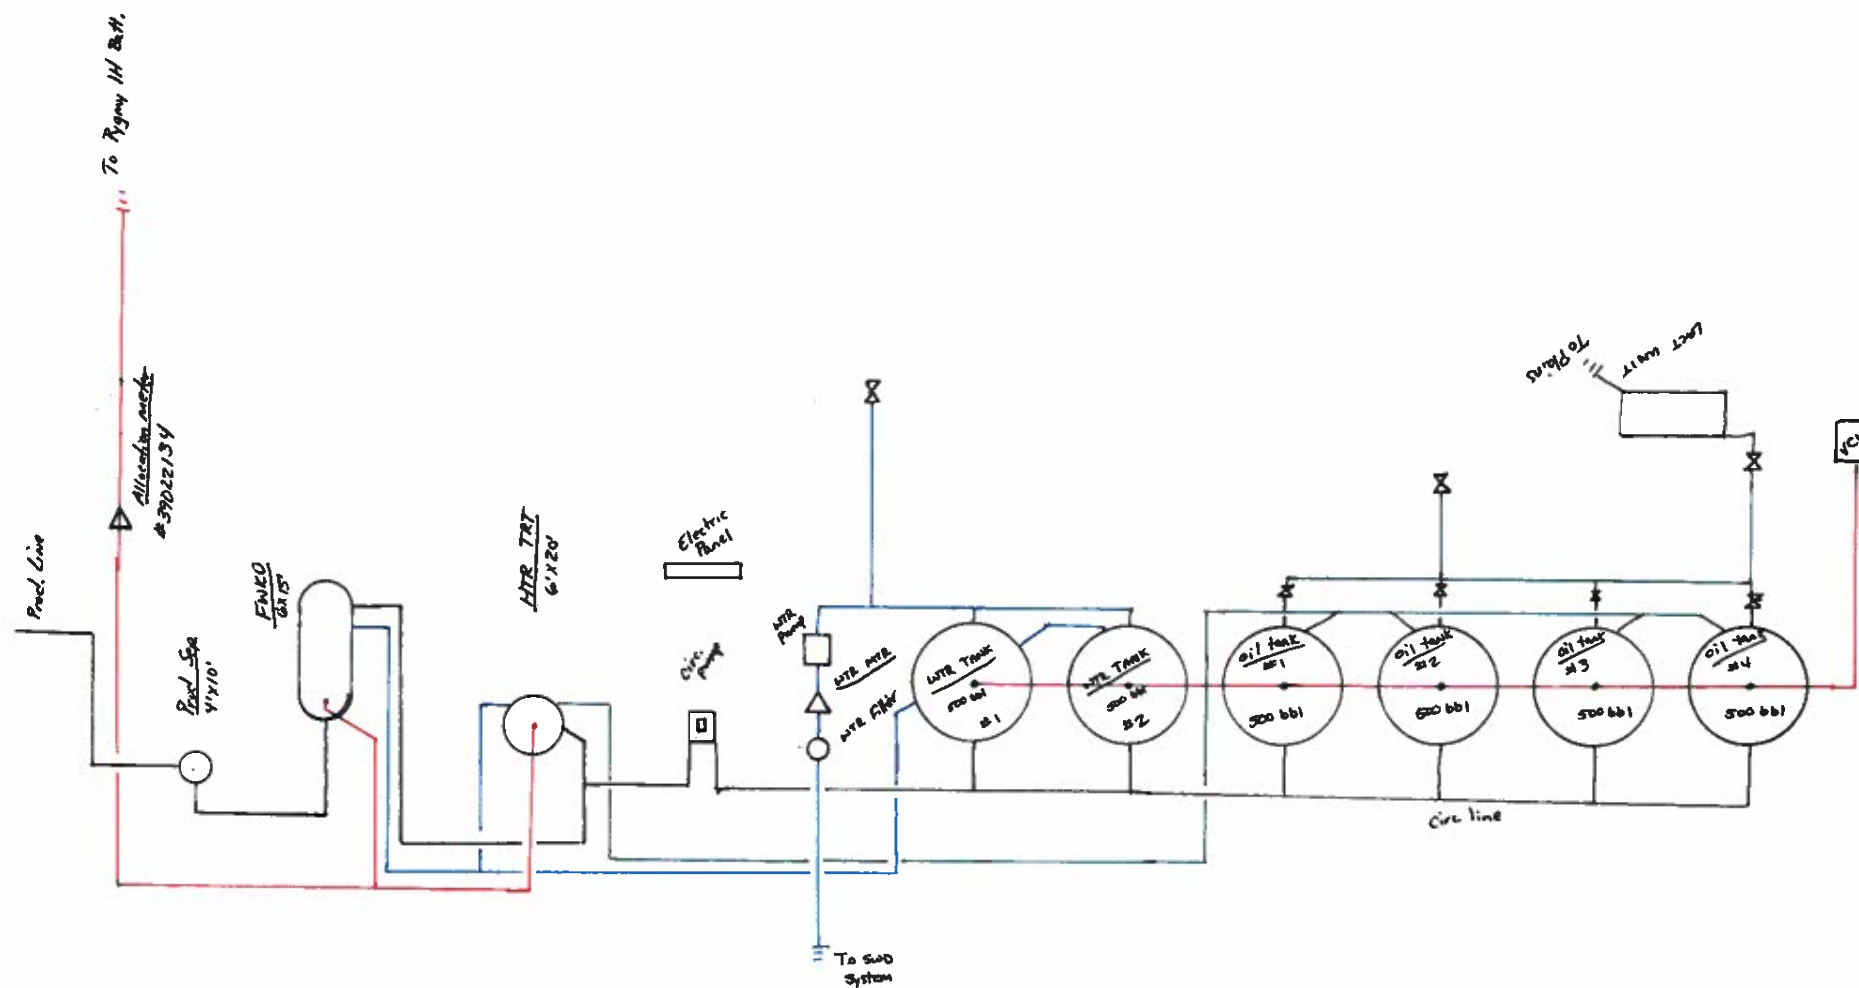 To Pygmy 1H Batt.
Allocation meter
#39022134
Prod. Line
Prod Sep
4'x10'
FWKO
6x15'
HTR TRT
6'x20'
Electric
Panel
Circ.
pump
WTR
Pump
WTR MTR
WTR Filter
To SWD
System
WTR TANK
500 bbl
#1
WTR TANK
500 bbl
#2
oil tank
#1
500 bbl
oil tank
#2
500 bbl
oil tank
#3
500 bbl
oil tank
#4
500 bbl
Circ line
To Plains
LACT UNIT